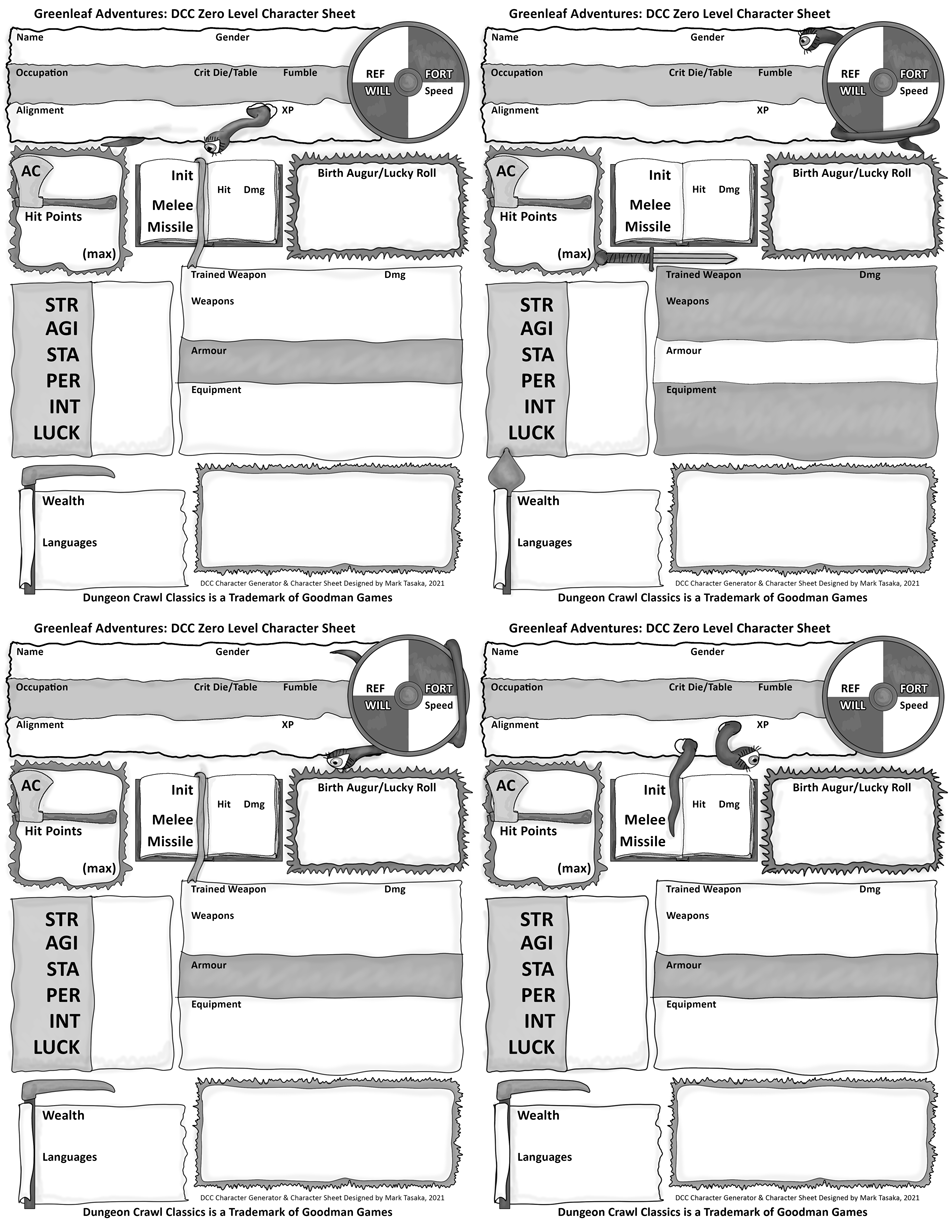 Greenleaf Adventures: DCC Zero Level Character Sheet
Name Gender
REF FORT
Occupation Crit Die/Table Fumble
WILL Speed
Alignment XP
AC
Hit Points
(max)
Init
Hit Dmg
Melee
Missile
Birth Augur/Lucky Roll
Trained Weapon Dmg
Weapons
Armour
Equipment
STR
AGI
STA
PER
INT
LUCK
Wealth
Languages
DCC Character Generator & Character Sheet Designed by Mark Tasaka, 2021
Dungeon Crawl Classics is a Trademark of Goodman Games
Greenleaf Adventures: DCC Zero Level Character Sheet
Name Gender
REF FORT
Occupation Crit Die/Table Fumble
WILL Speed
Alignment XP
AC
Hit Points
(max)
Init
Hit Dmg
Melee
Missile
Birth Augur/Lucky Roll
Trained Weapon Dmg
Weapons
Armour
Equipment
STR
AGI
STA
PER
INT
LUCK
Wealth
Languages
DCC Character Generator & Character Sheet Designed by Mark Tasaka, 2021
Dungeon Crawl Classics is a Trademark of Goodman Games
Greenleaf Adventures: DCC Zero Level Character Sheet
Name Gender
REF FORT
Occupation Crit Die/Table Fumble
WILL Speed
Alignment XP
AC
Hit Points
(max)
Init
Hit Dmg
Melee
Missile
Birth Augur/Lucky Roll
Trained Weapon Dmg
Weapons
Armour
Equipment
STR
AGI
STA
PER
INT
LUCK
Wealth
Languages
DCC Character Generator & Character Sheet Designed by Mark Tasaka, 2021
Dungeon Crawl Classics is a Trademark of Goodman Games
Greenleaf Adventures: DCC Zero Level Character Sheet
Name Gender
REF FORT
Occupation Crit Die/Table Fumble
WILL Speed
Alignment XP
AC
Hit Points
(max)
Init
Hit Dmg
Melee
Missile
Birth Augur/Lucky Roll
Trained Weapon Dmg
Weapons
Armour
Equipment
STR
AGI
STA
PER
INT
LUCK
Wealth
Languages
DCC Character Generator & Character Sheet Designed by Mark Tasaka, 2021
Dungeon Crawl Classics is a Trademark of Goodman Games